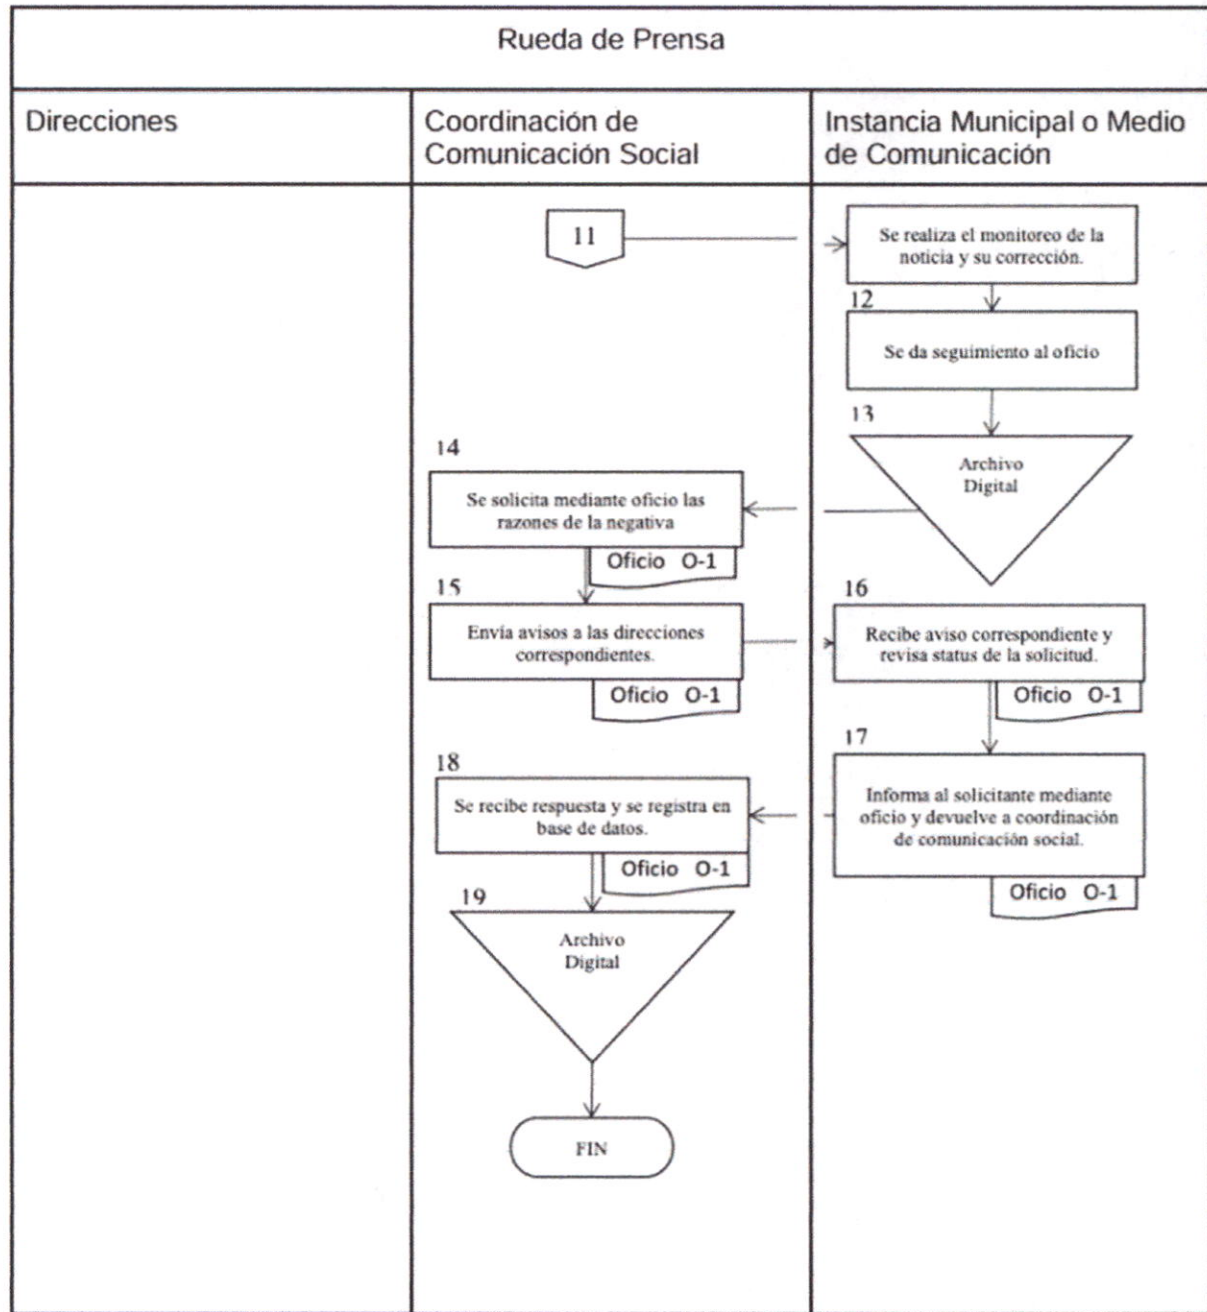 Rueda de Prensa
Direcciones
Coordinación de
Comunicación Social
Instancia Municipal o Medio
de Comunicación
11
Se realiza el monitoreo de la
noticia y su corrección.
12
Se da seguimiento al oficio
13
Archivo
Digital
14
Se solicita mediante oficio las
razones de la negativa
Oficio O-1
15
Envía avisos a las direcciones
correspondientes.
Oficio O-1
16
Recibe aviso correspondiente y
revisa status de la solicitud.
Oficio O-1
17
Informa al solicitante mediante
oficio y devuelve a coordinación
de comunicación social.
Oficio O-1
18
Se recibe respuesta y se registra en
base de datos.
Oficio O-1
19
Archivo
Digital
FIN